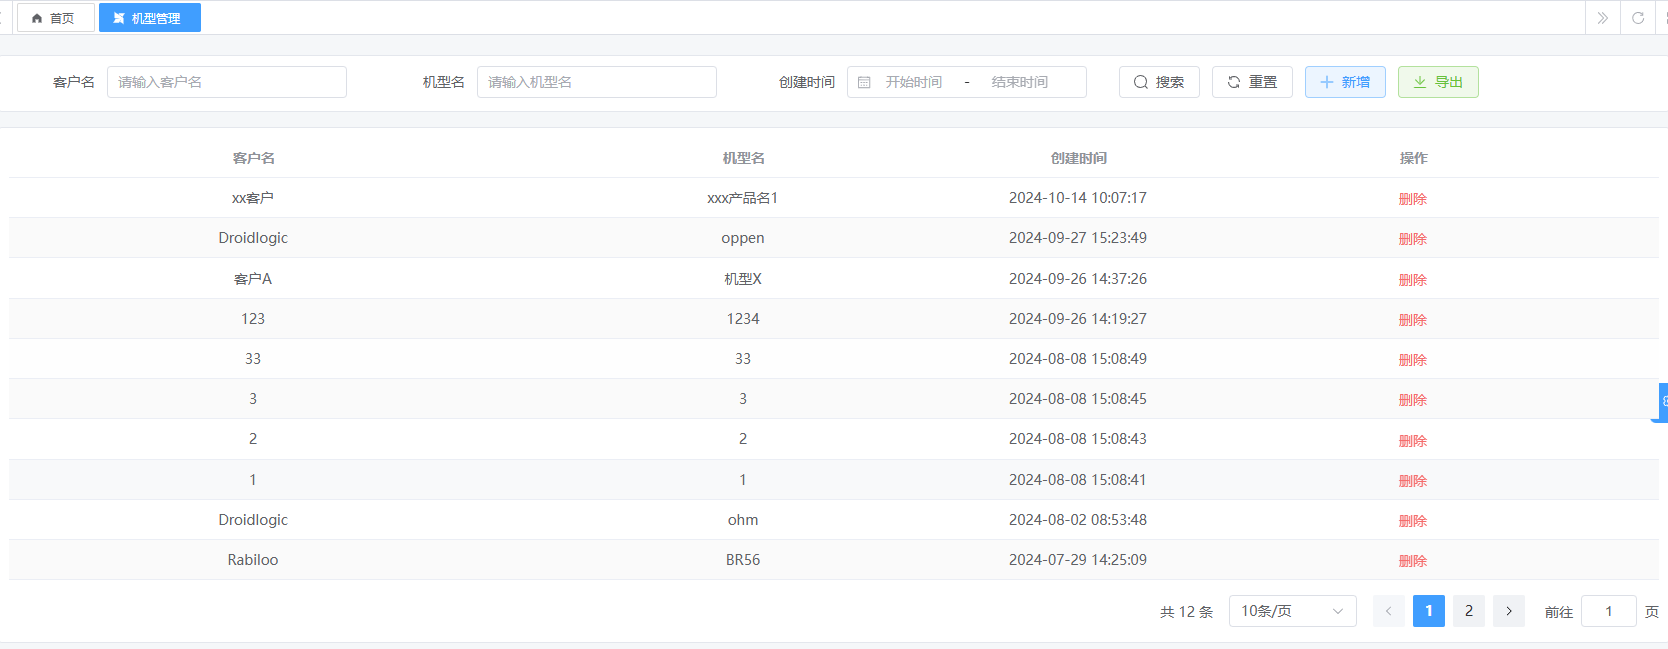 首页 机型管理
客户名 请输入客户名 机型名 请输入机型名 创建时间 开始时间 - 结束时间 搜索 重置 新增 导出
客户名 机型名 创建时间 操作
xx客户 xxx产品名1 2024-10-14 10:07:17 删除
Droidlogic oppen 2024-09-27 15:23:49 删除
客户A 机型X 2024-09-26 14:37:26 删除
123 1234 2024-09-26 14:19:27 删除
33 33 2024-08-08 15:08:49 删除
3 3 2024-08-08 15:08:45 删除
2 2 2024-08-08 15:08:43 删除
1 1 2024-08-08 15:08:41 删除
Droidlogic ohm 2024-08-02 08:53:48 删除
Rabiloo BR56 2024-07-29 14:25:09 删除
共 12 条 10条/页 1 2 前往 1 页